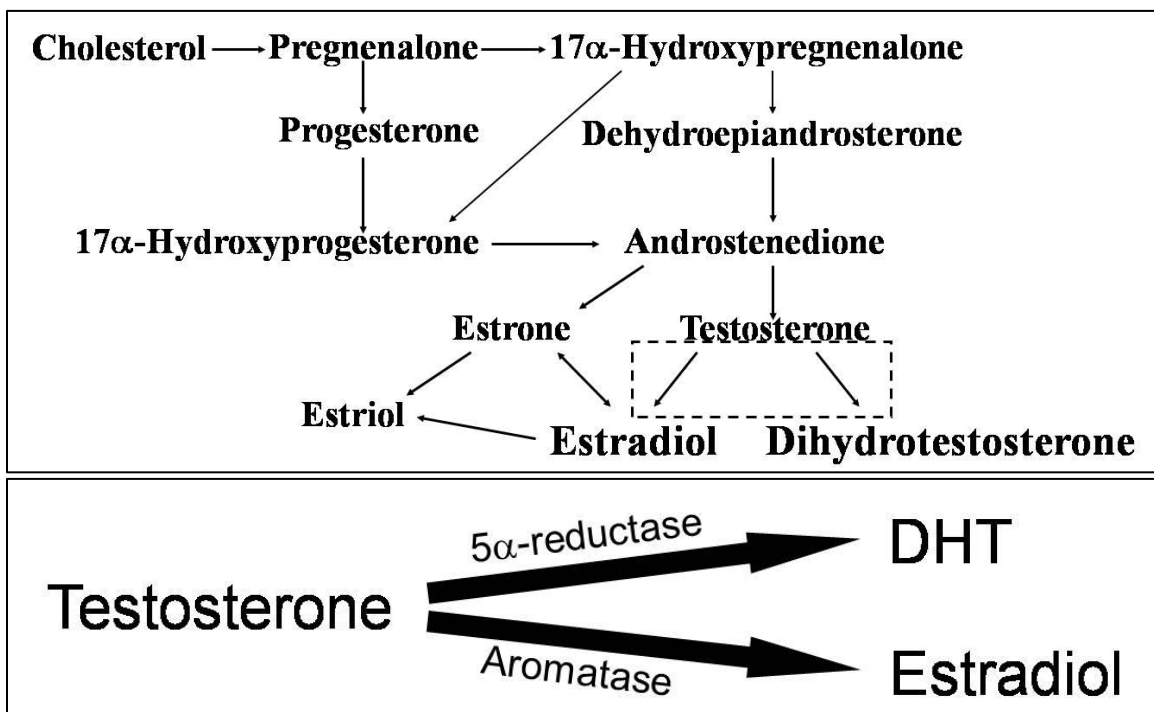 Cholesterol Pregnenalone 17α-Hydroxypregnenalone
Progesterone Dehydroepiandrosterone
17α-Hydroxyprogesterone Androstenedione
Estrone Testosterone
Estriol
Estradiol Dihydrotestosterone
5α-reductase
DHT
Testosterone
Aromatase
Estradiol